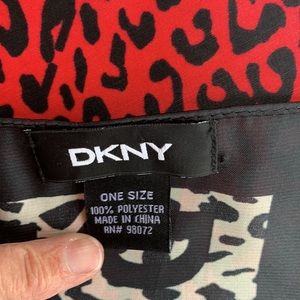 DKNY
ONE SIZE
100% POLYESTER
MADE IN CHINA
RN# 98072